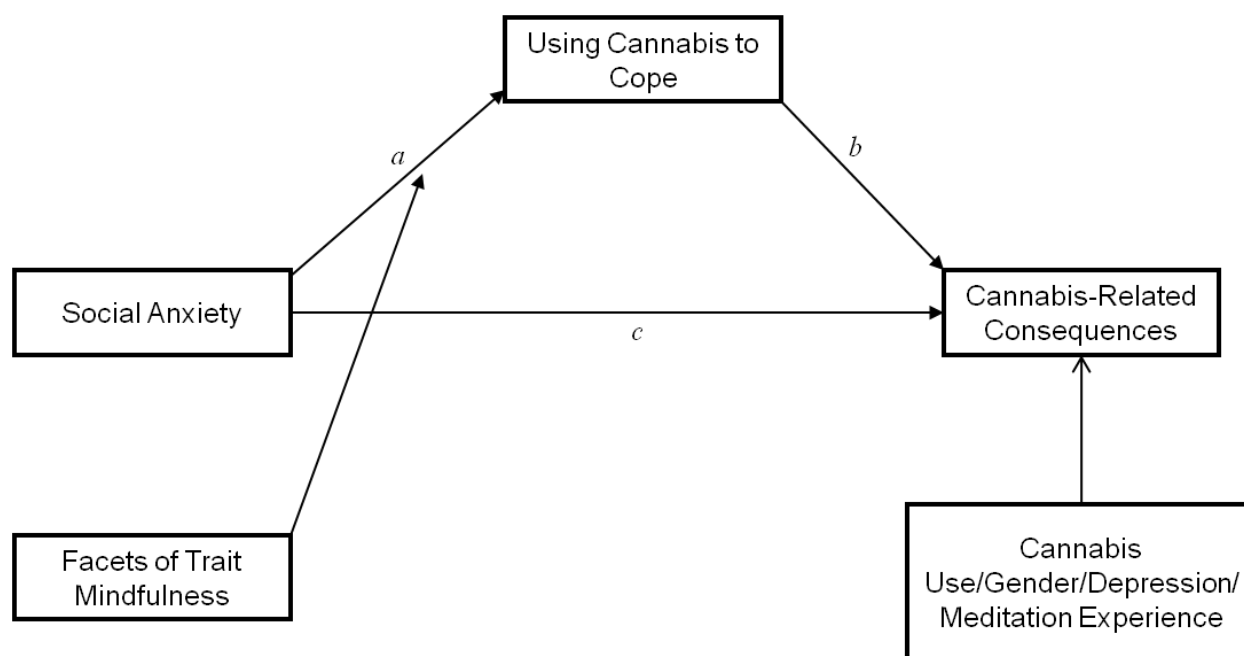 Using Cannabis to
Cope
a
b
Social Anxiety
c
Cannabis-Related
Consequences
Facets of Trait
Mindfulness
Cannabis
Use/Gender/Depression/
Meditation Experience